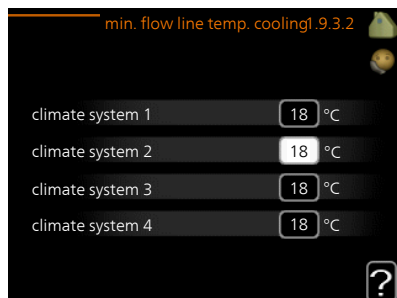 min. flow line temp. cooling1.9.3.2
climate system 1 18 °C
climate system 2 18 °C
climate system 3 18 °C
climate system 4 18 °C
?